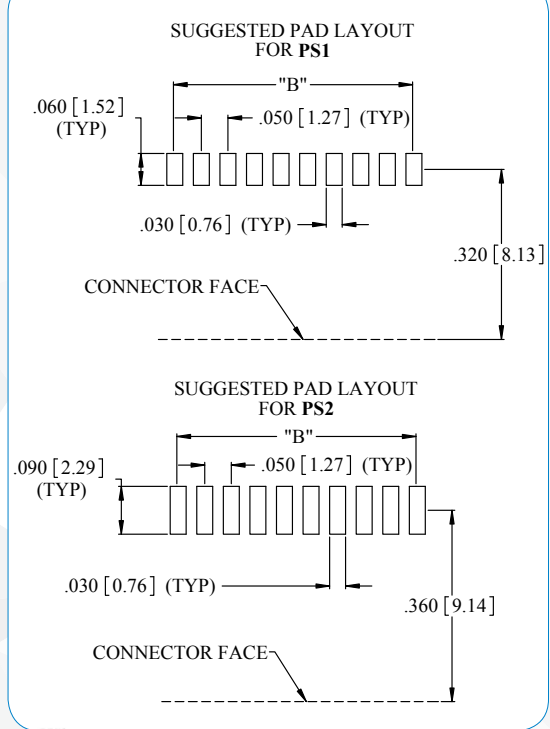 SUGGESTED PAD LAYOUT
FOR PS1
"B"
.060 [1.52]
(TYP)
.050 [1.27] (TYP)
.030 [0.76] (TYP)
.320 [8.13]
CONNECTOR FACE
SUGGESTED PAD LAYOUT
FOR PS2
"B"
.090 [2.29]
(TYP)
.050 [1.27] (TYP)
.030 [0.76] (TYP)
.360 [9.14]
CONNECTOR FACE